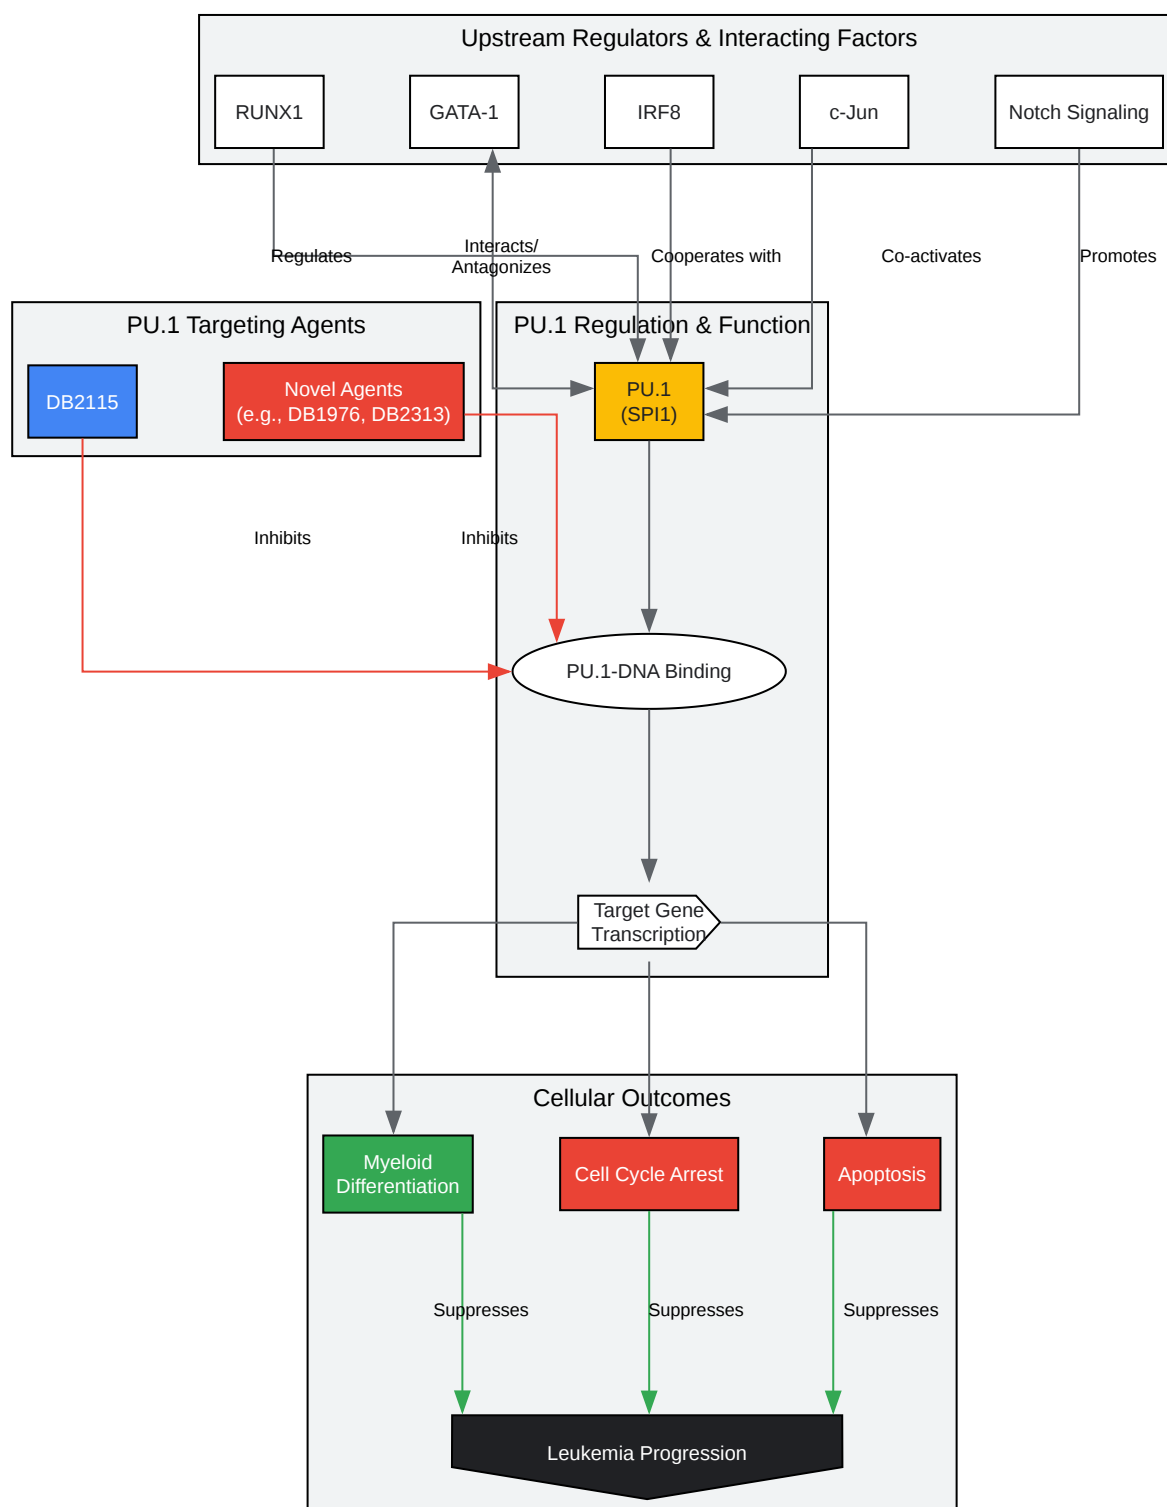 Upstream Regulators & Interacting Factors
RUNX1
GATA-1
IRF8
c-Jun
Notch Signaling
Regulates
Interacts/
Antagonizes
Cooperates with
Co-activates
Promotes
PU.1 Targeting Agents
DB2115
Novel Agents
(e.g., DB1976, DB2313)
PU.1 Regulation & Function
PU.1
(SPI1)
Inhibits
Inhibits
PU.1-DNA Binding
Target Gene
Transcription
Cellular Outcomes
Myeloid
Differentiation
Cell Cycle Arrest
Apoptosis
Suppresses
Suppresses
Suppresses
Leukemia Progression